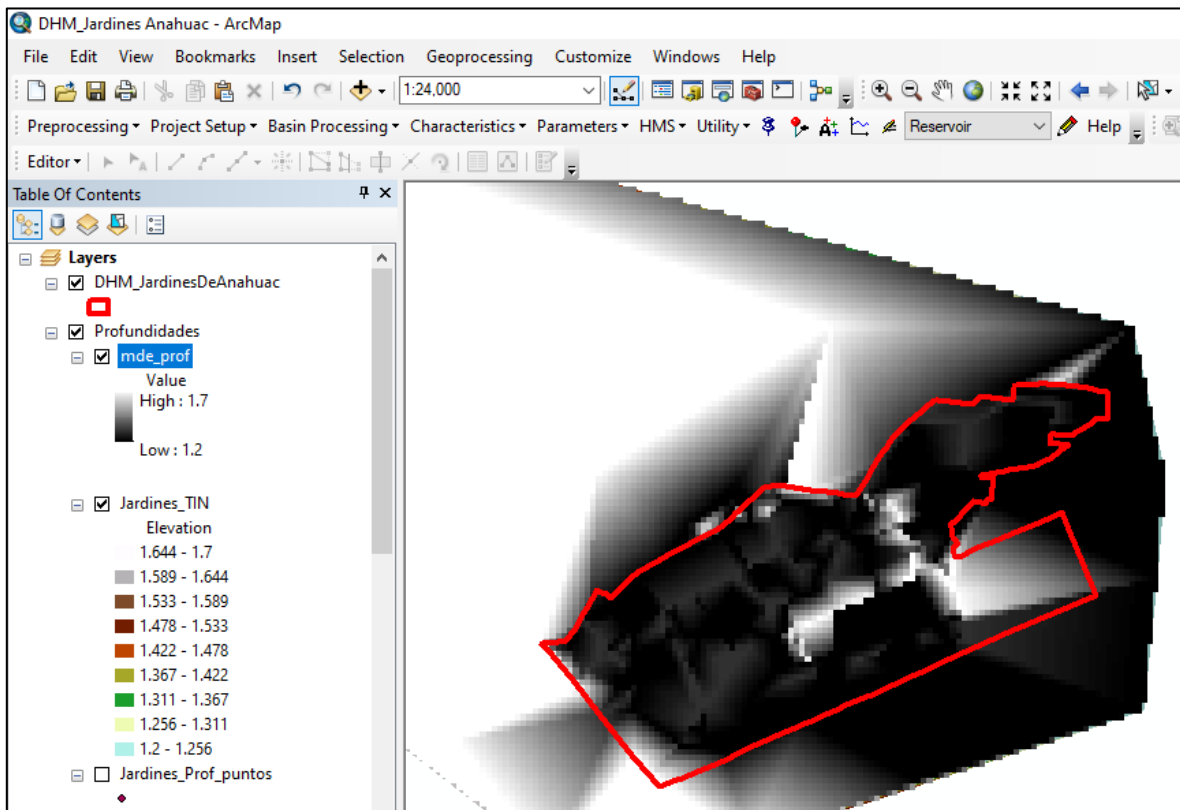 DHM_Jardines Anahuac - ArcMap
File Edit View Bookmarks Insert Selection Geoprocessing Customize Windows Help
1:24,000
Preprocessing Project Setup Basin Processing Characteristics Parameters HMS Utility Reservoir Help
Editor
Table Of Contents
Layers
DHM_JardinesDeAnahuac
Profundidades
mde_prof
Value
High : 1.7
Low : 1.2
Jardines_TIN
Elevation
1.644 - 1.7
1.589 - 1.644
1.533 - 1.589
1.478 - 1.533
1.422 - 1.478
1.367 - 1.422
1.311 - 1.367
1.256 - 1.311
1.2 - 1.256
Jardines_Prof_puntos